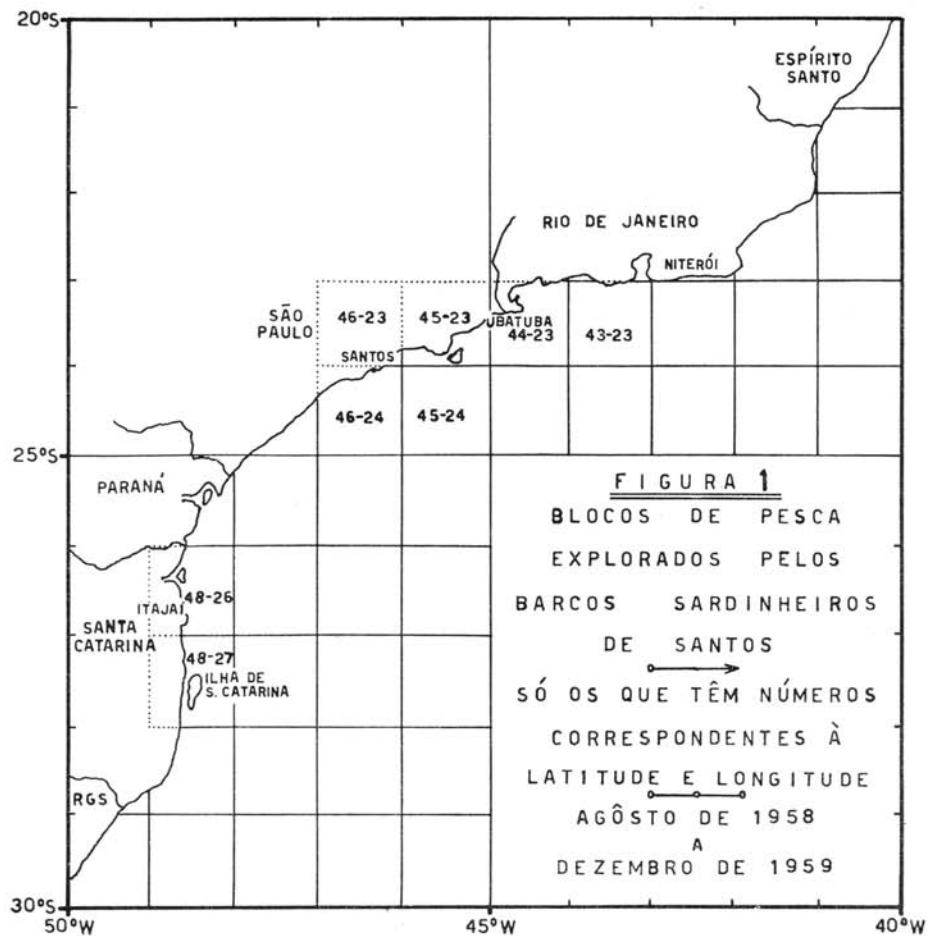 20°S
ESPÍRITO
SANTO
RIO DE JANEIRO
NITERÓI
SÃO
PAULO
46-23
45-23
UBATUBA
44-23
43-23
SANTOS
46-24
45-24
25°S
PARANÁ
FIGURA 1
BLOCOS DE PESCA
EXPLORADOS PELOS
BARCOS SARDINHEIROS
DE SANTOS
SÓ OS QUE TÊM NÚMEROS
CORRESPONDENTES À
LATITUDE E LONGITUDE
AGÔSTO DE 1958
A
DEZEMBRO DE 1959
48-26
ITAJAÍ
SANTA
CATARINA
48-27
ILHA DE
S. CATARINA
RGS
30°S
50°W
45°W
40°W